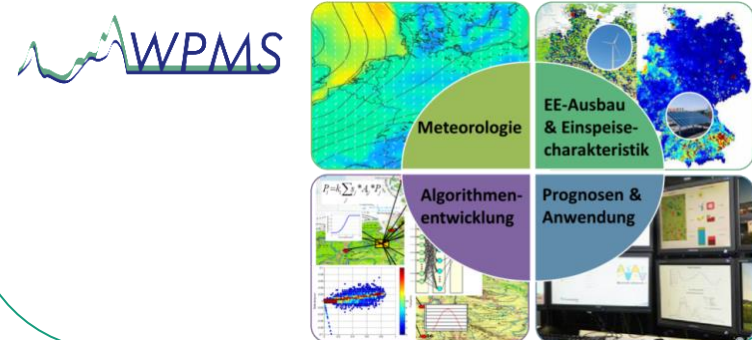 WPMS
Meteorologie
EE-Ausbau
& Einspeise-
charakteristik
Algorithmen-
entwicklung
Prognosen &
Anwendung